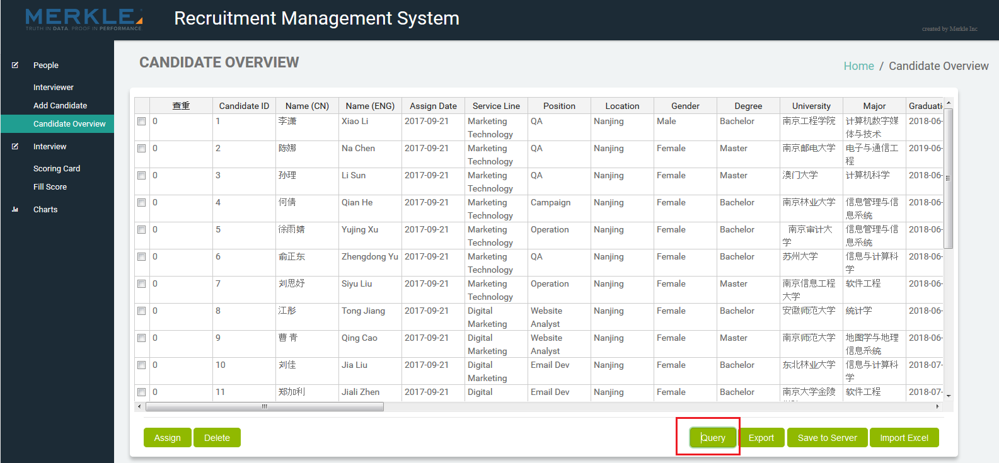 MERKLE
TRUTH IN DATA. PROOF IN PERFORMANCE.
Recruitment Management System
created by Merkle Inc
People
Interviewer
Add Candidate
Candidate Overview
Interview
Scoring Card
Fill Score
Charts
CANDIDATE OVERVIEW
Home / Candidate Overview
查重 Candidate ID Name (CN) Name (ENG) Assign Date Service Line Position Location Gender Degree University Major Graduati
0 1 李潇 Xiao Li 2017-09-21 Marketing QA Nanjing Male Bachelor 南京工程学院 计算机数字媒 2018-06-
Technology 体与技术
0 2 陈娜 Na Chen 2017-09-21 Marketing QA Nanjing Female Master 南京邮电大学 电子与通信工 2019-06-
Technology 程
0 3 孙理 Li Sun 2017-09-21 Marketing QA Nanjing Female Master 澳门大学 计算机科学 2018-06-
Technology
0 4 何倩 Qian He 2017-09-21 Marketing Campaign Nanjing Female Bachelor 南京林业大学 信息管理与信 2018-06-
Technology 息系统
0 5 徐雨婧 Yujing Xu 2017-09-21 Marketing Operation Nanjing Female Bachelor 南京审计大 信息管理与信 2018-06-
Technology 学 息系统
0 6 俞正东 Zhengdong Yu 2017-09-21 Marketing QA Nanjing Female Bachelor 苏州大学 信息与计算科 2018-06-
Technology 学
0 7 刘思妤 Siyu Liu 2017-09-21 Marketing Operation Nanjing Female Master 南京信息工程 软件工程 2018-06-
Technology 大学
0 8 江彤 Tong Jiang 2017-09-21 Digital Website Nanjing Female Bachelor 安徽师范大学 统计学 2018-06-
Marketing Analyst
0 9 曹 青 Qing Cao 2017-09-21 Digital Website Nanjing Female Master 南京师范大学 地图学与地理 2018-06-
Marketing Analyst 信息系统
0 10 刘佳 Jia Liu 2017-09-21 Digital Email Dev Nanjing Female Bachelor 东北林业大学 信息与计算科 2018-07-
Marketing 学
0 11 郑加利 Jiali Zhen 2017-09-21 Digital Email Dev Nanjing Female Bachelor 南京大学金陵 软件工程 2018-07-
Assign Delete Query Export Save to Server Import Excel